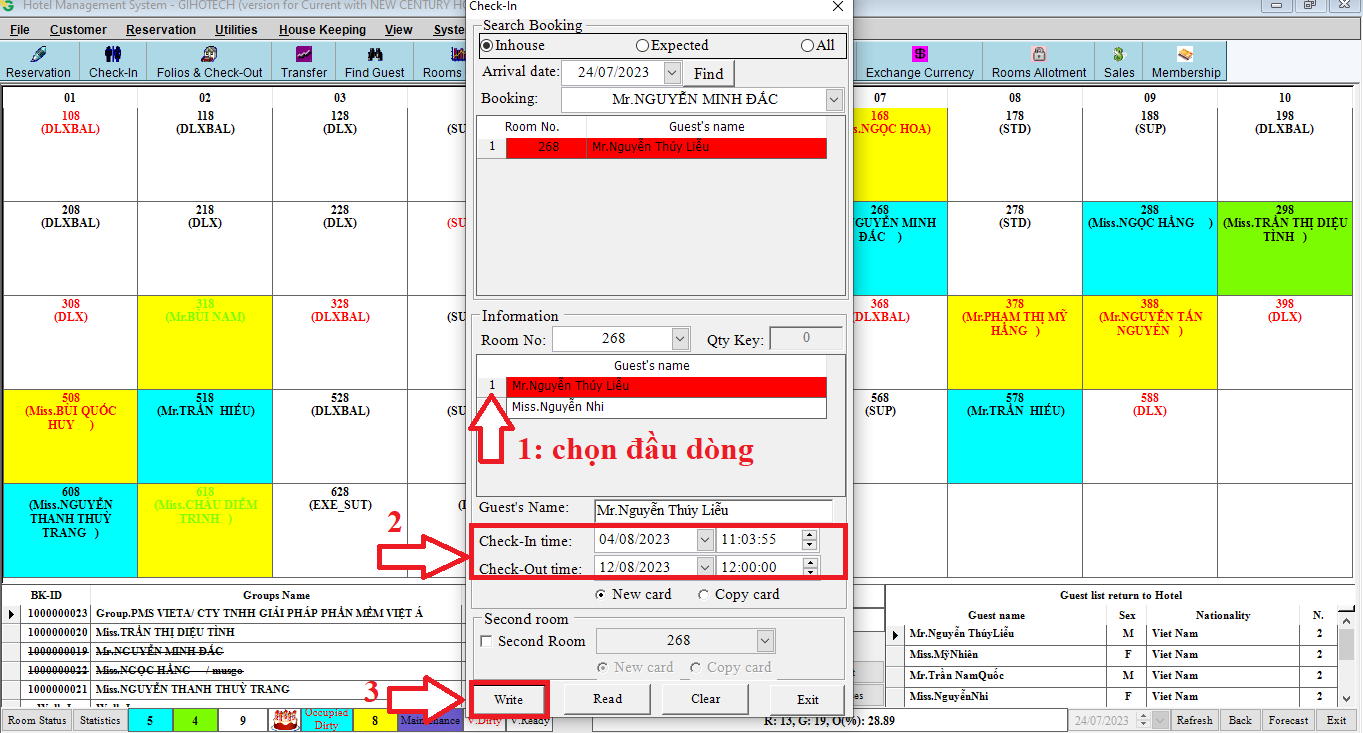 Hotel Management System - GIHOTECH (version for Current with NEW CENTURY HO
Check-In
File Customer Reservation Utilities House Keeping View Syste
Reservation Check-In Folios & Check-Out Transfer Find Guest Rooms
Exchange Currency Rooms Allotment Sales Membership
Search Booking
Inhouse Expected All
Arrival date: 24/07/2023 Find
Booking: Mr.NGUYỄN MINH ĐẮC
Room No. Guest's name
1 268 Mr.Nguyễn Thúy Liễu
01 02 03 07 08 09 10
108 118 128 168 178 188 198
(DLXBAL) (DLXBAL) (DLX) (SU s.NGỌC HOA) (STD) (SUP) (DLXBAL)
208 218 228 268 278 288 298
(DLXBAL) (DLX) (DLX) (SU GUYỄN MINH ĐẮC ) (STD) (Miss.NGỌC HẰNG ) (Miss.TRẦN THỊ DIỆU TÌNH )
308 318 328 368 378 388 398
(DLX) (Mr.BÙI NAM) (DLXBAL) (SU (DLXBAL) (Mr.PHẠM THỊ MỸ HẰNG ) (Mr.NGUYỄN TẤN NGUYÊN ) (DLX)
508 518 528 568 578 588
(Miss.BÙI QUỐC HUY ) (Mr.TRẦN HIẾU) (DLXBAL) (SU (SUP) (Mr.TRẦN HIẾU) (DLX)
608 618 628
(Miss.NGUYỄN THANH THUỲ TRANG ) (Miss.CHÂU DIỄM TRINH ) (EXE_SUT)
Information
Room No: 268 Qty Key: 0
Guest's name
1 Mr.Nguyễn Thúy Liễu
Miss.Nguyễn Nhi
1: chọn đầu dòng
Guest's Name: Mr.Nguyễn Thúy Liễu
2
Check-In time: 04/08/2023 11:03:55
Check-Out time: 12/08/2023 12:00:00
New card Copy card
Second room
Second Room 268
New card Copy card
3
Write Read Clear Exit
BK-ID Groups Name
1000000023 Group.PMS VIETA/ CTY TNHH GIẢI PHÁP PHẦN MỀM VIỆT Á
1000000020 Miss.TRẦN THỊ DIỆU TÌNH
1000000019 Mr.NGUYỄN MINH ĐẮC
1000000022 Miss.NGỌC HẰNG / musgo
1000000021 Miss.NGUYỄN THANH THUỲ TRANG
Guest list return to Hotel
Guest name Sex Nationality N.
Mr.Nguyễn ThúyLiễu M Viet Nam 2
Miss.MỹNhiên F Viet Nam 2
Mr.Trần NamQuốc M Viet Nam 2
Miss.NguyễnNhi F Viet Nam 2
Room Status Statistics 5 4 9 Occupied Dirty 8 Maintenance V.Dirty V.Ready
R: 13, G: 19, O(%): 28.89
24/07/2023 Refresh Back Forecast Exit